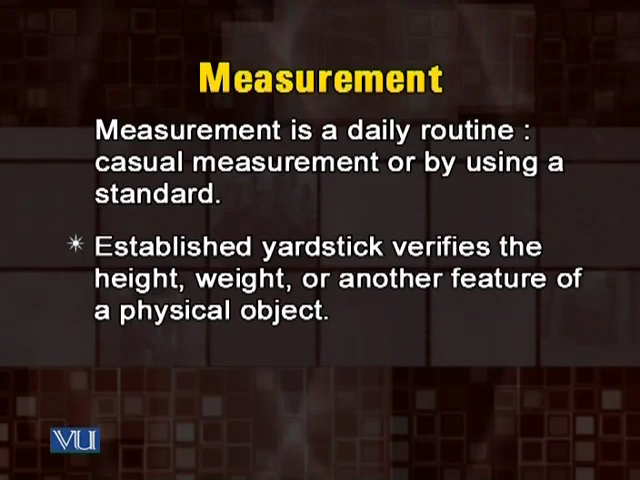 Measurement
Measurement is a daily routine :
casual measurement or by using a
standard.
Established yardstick verifies the
height, weight, or another feature of
a physical object.
VU